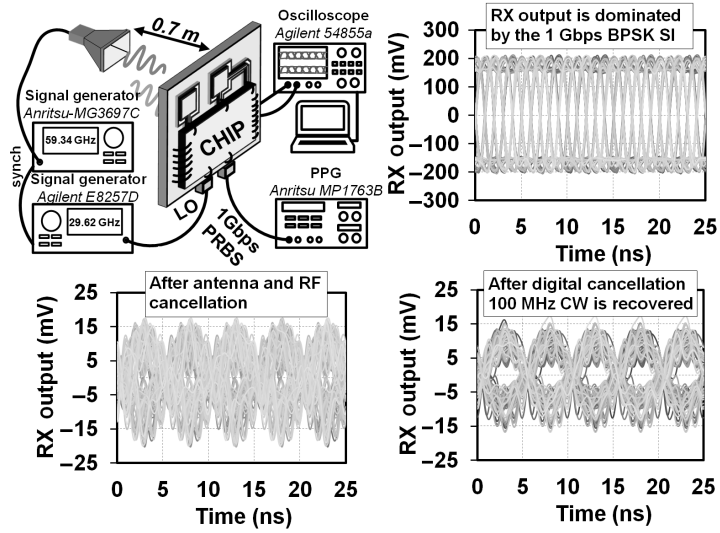 0.7 m
Oscilloscope
Agilent 54855a
Signal generator
Anritsu-MG3697C
59.34 GHz
synch
Signal generator
Agilent E8257D
29.62 GHz
CHIP
LO
1Gbps
PRBS
PPG
Anritsu MP1763B
RX output is dominated
by the 1 Gbps BPSK SI
RX output (mV)
300
200
100
0
−100
−200
−300
0 5 10 15 20 25
Time (ns)
After antenna and RF
cancellation
RX output (mV)
25
15
5
−5
−15
−25
0 5 10 15 20 25
Time (ns)
After digital cancellation
100 MHz CW is recovered
RX output (mV)
25
15
5
−5
−15
−25
0 5 10 15 20 25
Time (ns)